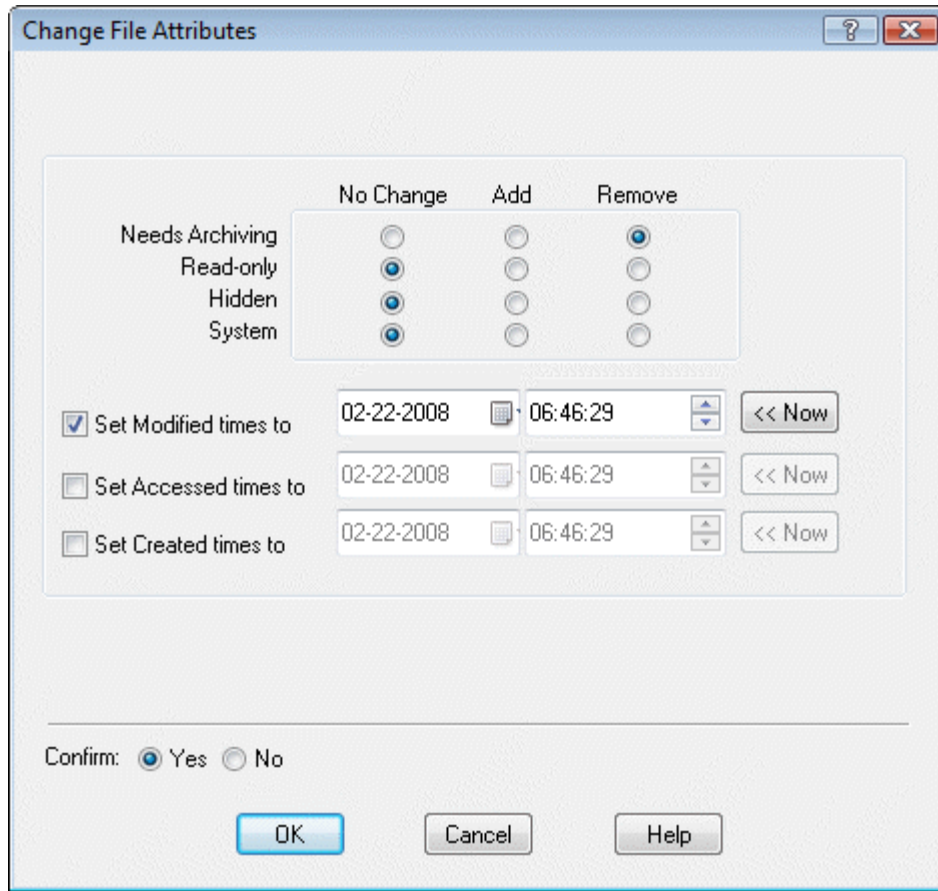 Change File Attributes
No Change Add Remove
Needs Archiving
Read-only
Hidden
System
Set Modified times to 02-22-2008 06:46:29 << Now
Set Accessed times to 02-22-2008 06:46:29 << Now
Set Created times to 02-22-2008 06:46:29 << Now
Confirm: Yes No
OK Cancel Help